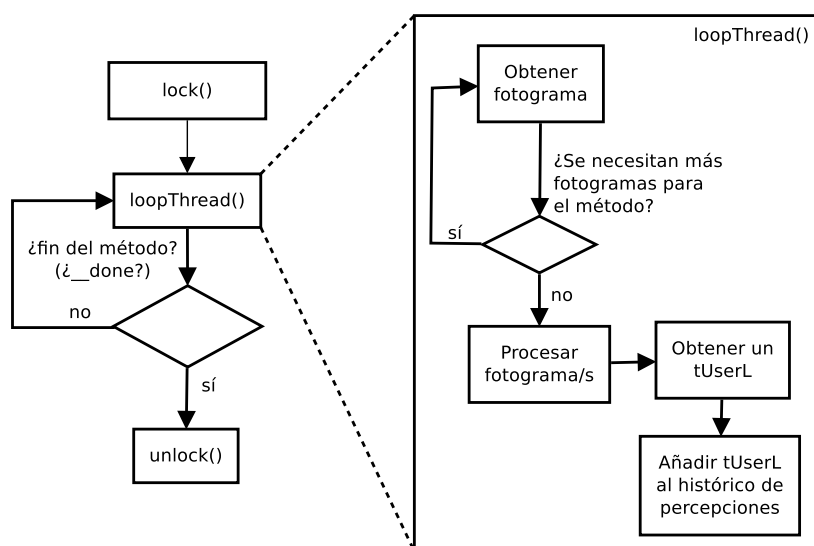 lock()
loopThread()
¿fin del método?
(¿__done?)
no
sí
unlock()
loopThread()
Obtener
fotograma
¿Se necesitan más
fotogramas para
el método?
sí
no
Procesar
fotograma/s
Obtener un
tUserL
Añadir tUserL
al histórico de
percepciones